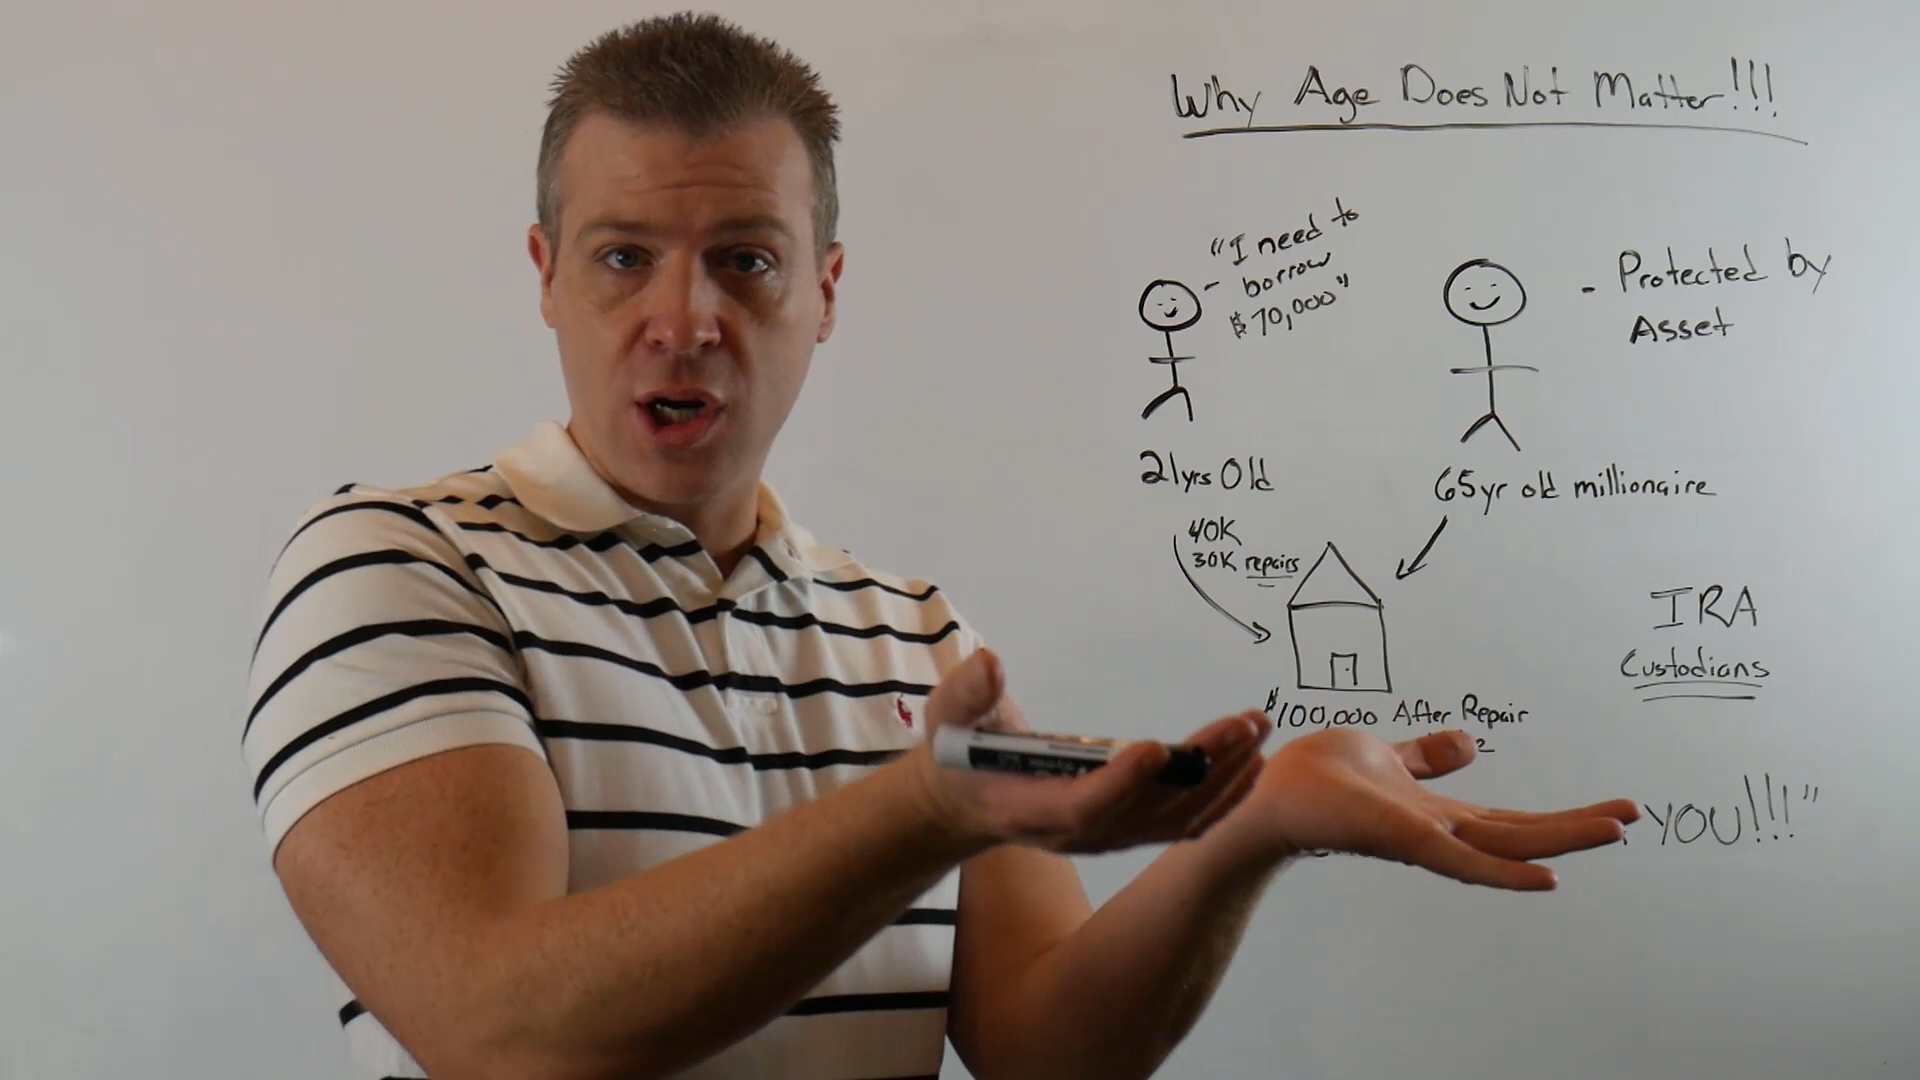 Why Age Does Not Matter!!!
"I need to
borrow
$70,000"
- Protected by
Asset
21yrs Old
65yr old millionaire
40K
30K repairs
IRA
Custodians
$100,000 After Repair
YOU!!!"